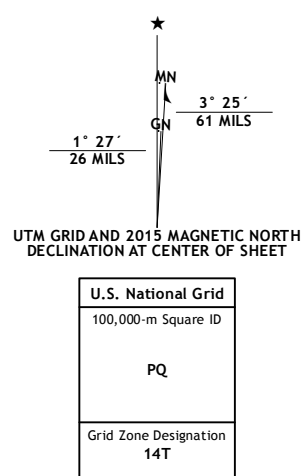 ★
MN
3° 25´
61 MILS
GN
1° 27´
26 MILS
UTM GRID AND 2015 MAGNETIC NORTH
DECLINATION AT CENTER OF SHEET
U.S. National Grid
100,000-m Square ID
PQ
Grid Zone Designation
14T